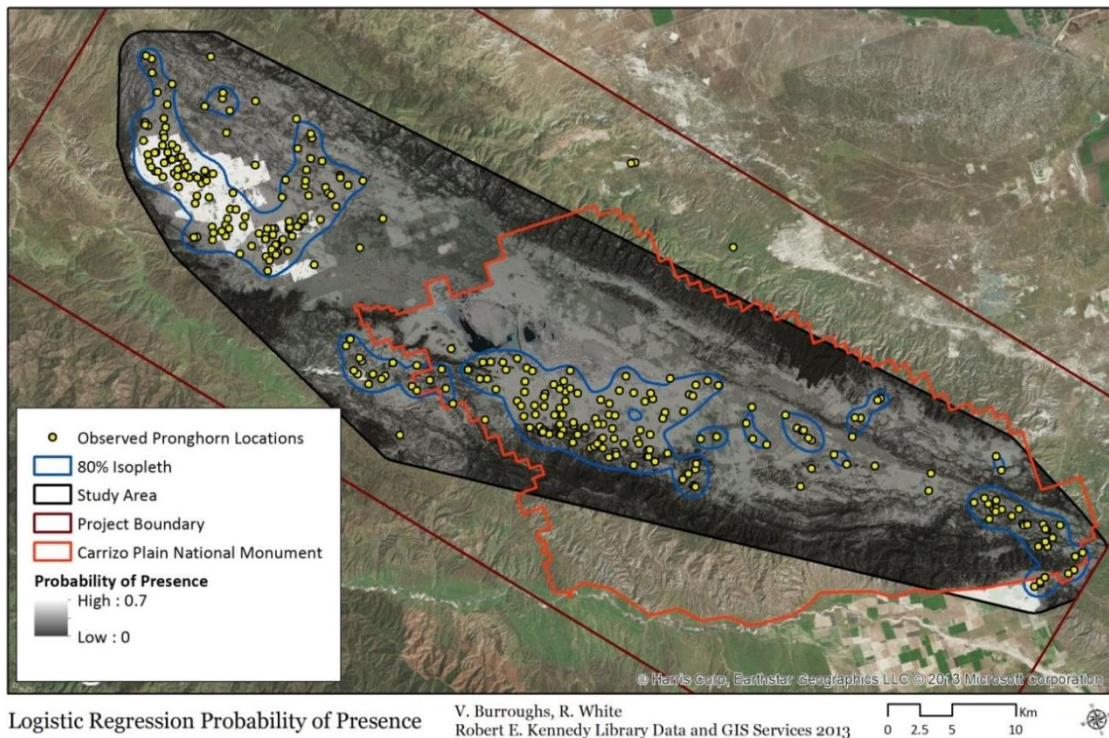 Observed Pronghorn Locations
80% Isopleth
Study Area
Project Boundary
Carrizo Plain National Monument
Probability of Presence
High : 0.7
Low : 0
© Harris Corp, Earthstar Geographics LLC © 2013 Microsoft Corporation
Logistic Regression Probability of Presence
V. Burroughs, R. White
Robert E. Kennedy Library Data and GIS Services 2013
Km
0 2.5 5 10